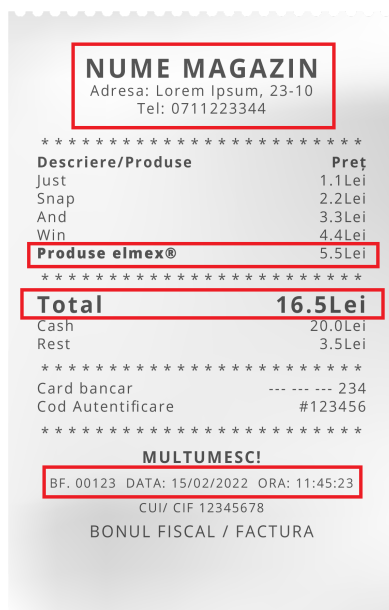 NUME MAGAZIN
Adresa: Lorem Ipsum, 23-10
Tel: 0711223344
* * * * * * * * * * * * * * * * * * * * * * * *
Descriere/Produse Preț
Just 1.1Lei
Snap 2.2Lei
And 3.3Lei
Win 4.4Lei
Produse elmex® 5.5Lei
* * * * * * * * * * * * * * * * * * * * * * * *
Total 16.5Lei
Cash 20.0Lei
Rest 3.5Lei
* * * * * * * * * * * * * * * * * * * * * * * *
Card bancar --- --- --- 234
Cod Autentificare #123456
* * * * * * * * * * * * * * * * * * * * * * * *
MULTUMESC!
BF. 00123 DATA: 15/02/2022 ORA: 11:45:23
CUI/ CIF 12345678
BONUL FISCAL / FACTURA